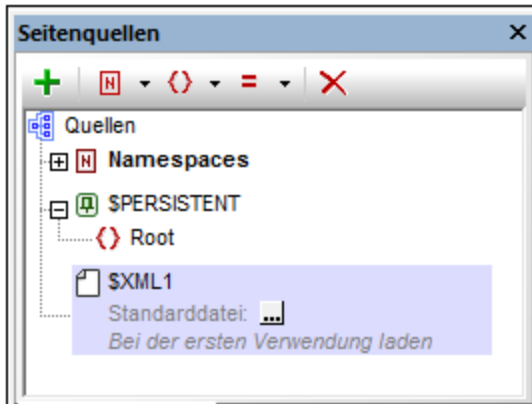 Seitenquellen
Quellen
Namespaces
$PERSISTENT
Root
$XML1
Standarddatei: ...
Bei der ersten Verwendung laden